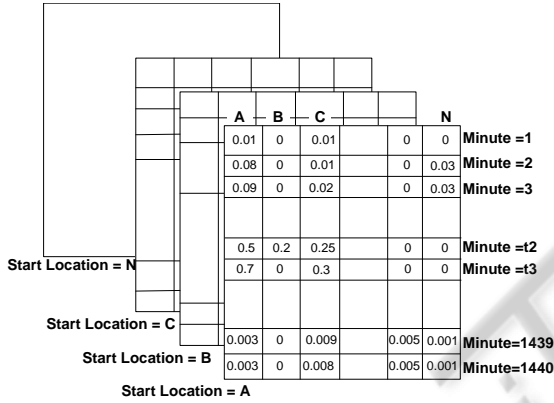 A B C N
0.01 0 0.01 0 0 Minute =1
0.08 0 0.01 0 0.03 Minute =2
0.09 0 0.02 0 0.03 Minute =3
0.5 0.2 0.25 0 0 Minute =t2
0.7 0 0.3 0 0 Minute =t3
Start Location = N
Start Location = C
0.003 0 0.009 0.005 0.001 Minute=1439
Start Location = B
0.003 0 0.008 0.005 0.001 Minute=1440
Start Location = A